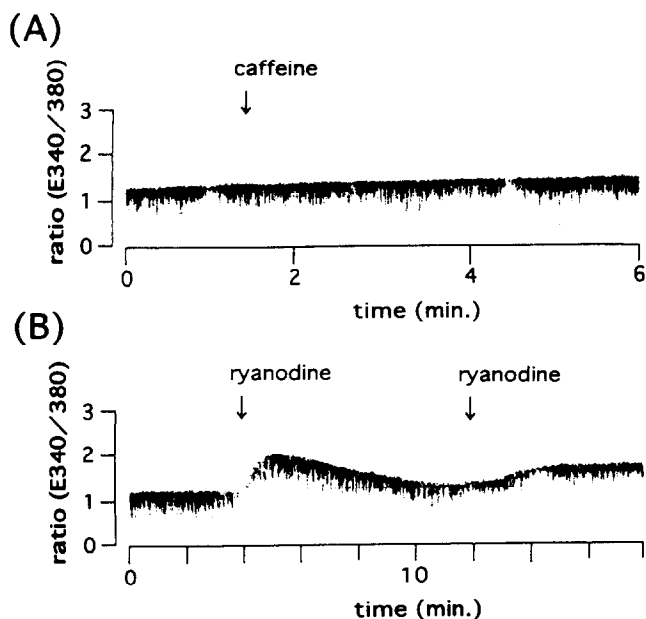 (A)
caffeine
3
2
1
0
ratio (E340/380)
0 2 4 6
time (min.)
(B)
ryanodine ryanodine
3
2
1
0
ratio (E340/380)
0 10
time (min.)